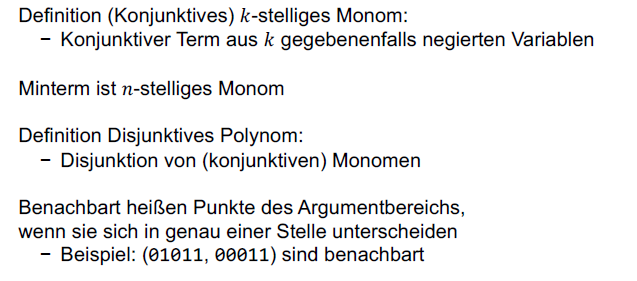 Definition (Konjunktives) k-stelliges Monom:
− Konjunktiver Term aus k gegebenenfalls negierten Variablen
Minterm ist n-stelliges Monom
Definition Disjunktives Polynom:
− Disjunktion von (konjunktiven) Monomen
Benachbart heißen Punkte des Argumentbereichs,
wenn sie sich in genau einer Stelle unterscheiden
− Beispiel: (01011, 00011) sind benachbart